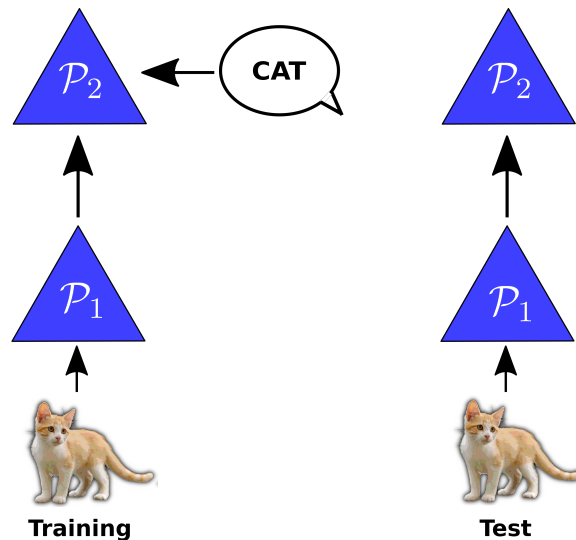 𝒫₂
CAT
𝒫₂
𝒫₁
𝒫₁
Training
Test